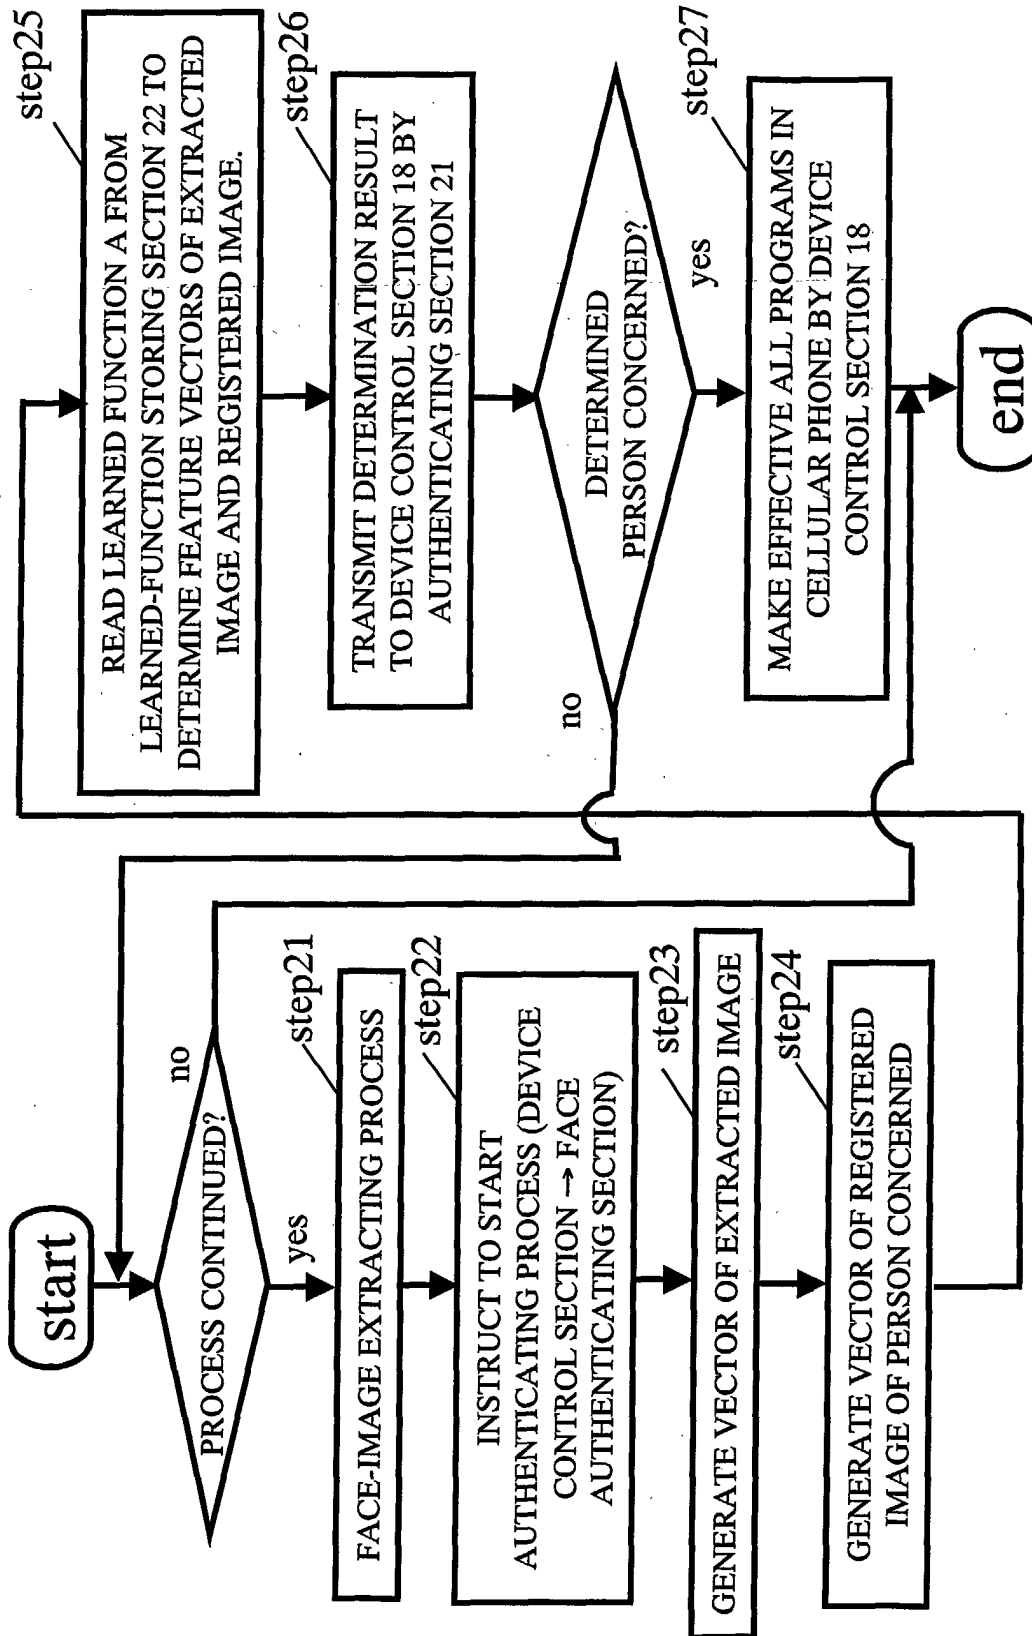 start
PROCESS CONTINUED?
no
yes
step21
FACE-IMAGE EXTRACTING PROCESS
step22
INSTRUCT TO START
AUTHENTICATING PROCESS (DEVICE
CONTROL SECTION → FACE
AUTHENTICATING SECTION)
step23
GENERATE VECTOR OF EXTRACTED IMAGE
step24
GENERATE VECTOR OF REGISTERED
IMAGE OF PERSON CONCERNED
step25
READ LEARNED FUNCTION A FROM
LEARNED-FUNCTION STORING SECTION 22 TO
DETERMINE FEATURE VECTORS OF EXTRACTED
IMAGE AND REGISTERED IMAGE.
step26
TRANSMIT DETERMINATION RESULT
TO DEVICE CONTROL SECTION 18 BY
AUTHENTICATING SECTION 21
DETERMINED
PERSON CONCERNED?
no
yes
step27
MAKE EFFECTIVE ALL PROGRAMS IN
CELLULAR PHONE BY DEVICE
CONTROL SECTION 18
end